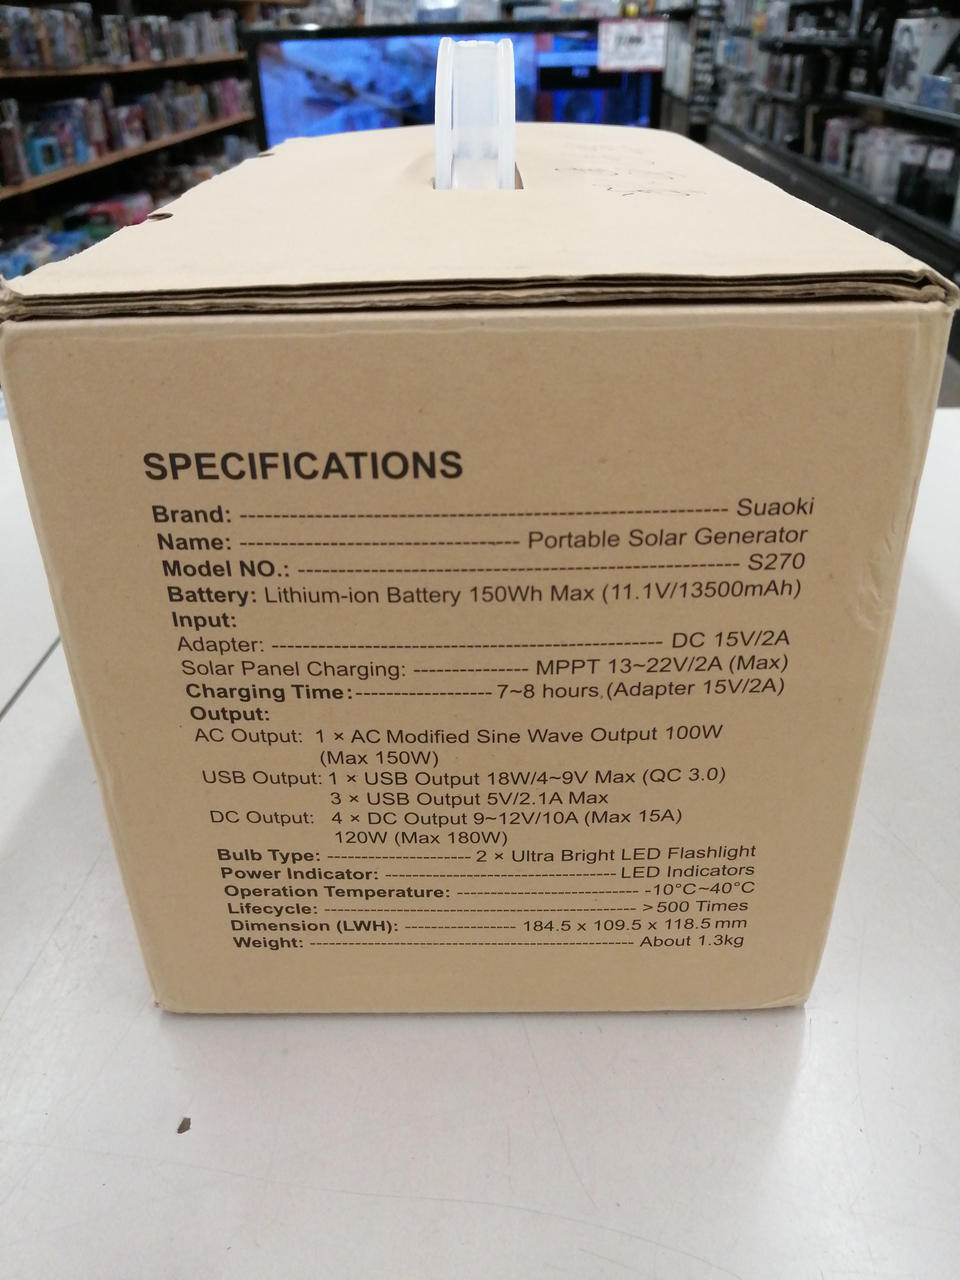 SPECIFICATIONS
Brand: ------------------------------------------------------------ Suaoki
Name: ---------------------------------- Portable Solar Generator
Model NO.: ------------------------------------------------------ S270
Battery: Lithium-ion Battery 150Wh Max (11.1V/13500mAh)
Input:
Adapter: ------------------------------------------------ DC 15V/2A
Solar Panel Charging: -------------- MPPT 13~22V/2A (Max)
Charging Time:----------------- 7~8 hours (Adapter 15V/2A)
Output:
AC Output: 1 × AC Modified Sine Wave Output 100W
(Max 150W)
USB Output: 1 × USB Output 18W/4~9V Max (QC 3.0)
3 × USB Output 5V/2.1A Max
DC Output: 4 × DC Output 9~12V/10A (Max 15A)
120W (Max 180W)
Bulb Type: --------------------- 2 × Ultra Bright LED Flashlight
Power Indicator: ---------------------------------- LED Indicators
Operation Temperature: --------------------------- -10°C~40°C
Lifecycle: ---------------------------------------------- >500 Times
Dimension (LWH): ---------------- 184.5 x 109.5 x 118.5 mm
Weight: ------------------------------------------------ About 1.3kg